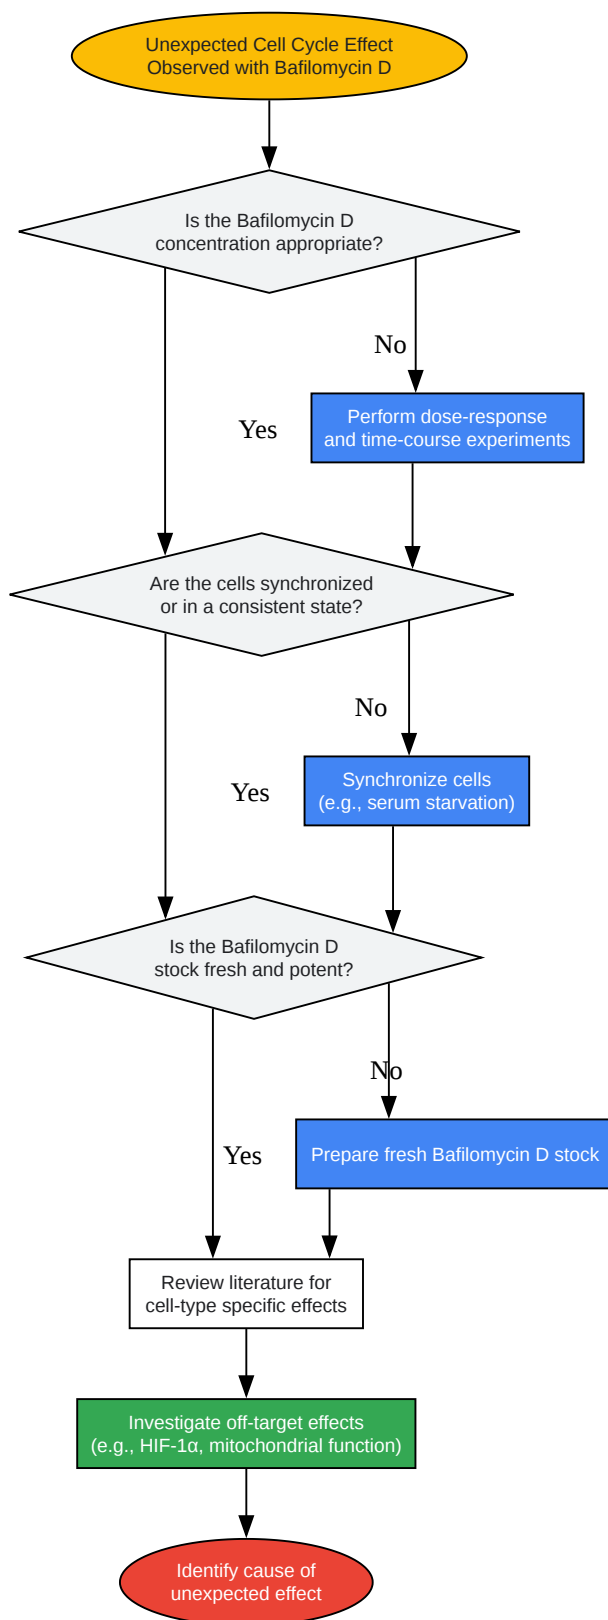 Unexpected Cell Cycle Effect
Observed with Bafilomycin D
Is the Bafilomycin D
concentration appropriate?
No
Perform dose-response
and time-course experiments
Yes
Are the cells synchronized
or in a consistent state?
No
Synchronize cells
(e.g., serum starvation)
Yes
Is the Bafilomycin D
stock fresh and potent?
No
Prepare fresh Bafilomycin D stock
Yes
Review literature for
cell-type specific effects
Investigate off-target effects
(e.g., HIF-1α, mitochondrial function)
Identify cause of
unexpected effect